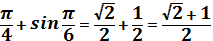 π/4 + sin π/6 = √2/2 + 1/2 = (√2 + 1)/2